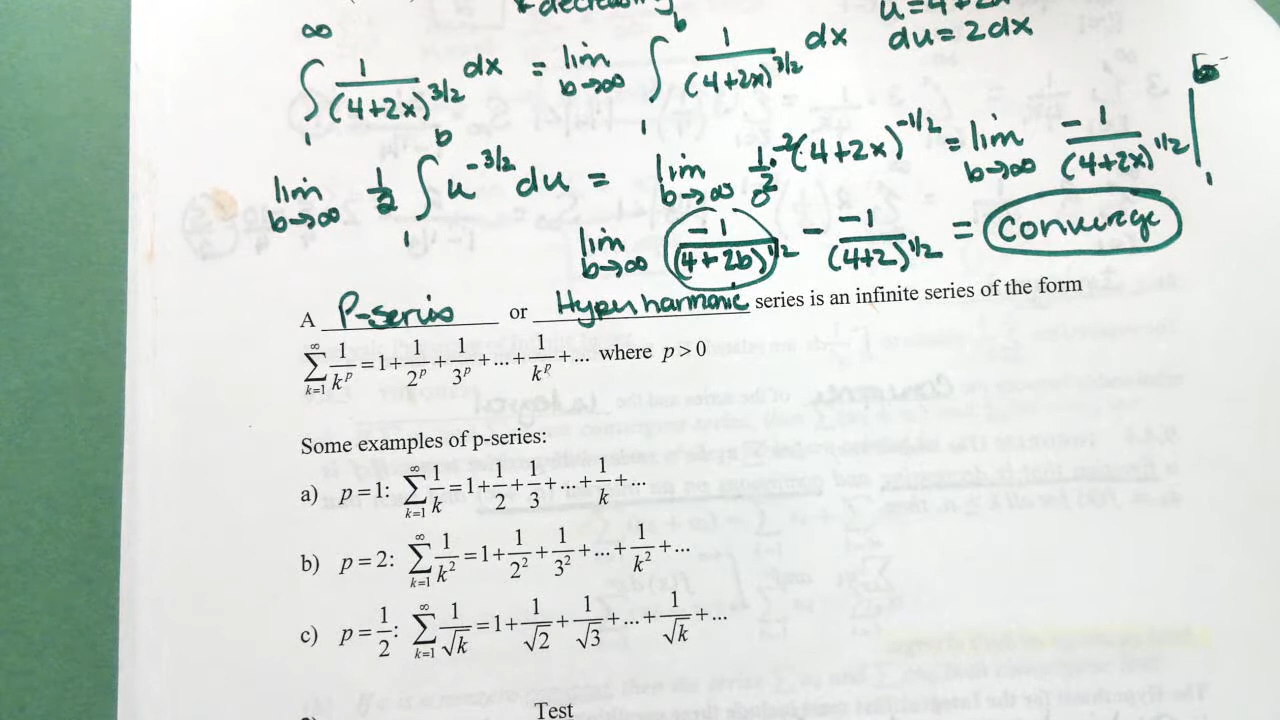 * decreasing
u = 4+2x
∞ ∫ 1 1/(4+2x)^3/2 dx = lim b→∞ ∫ 1 b 1/(4+2x)^3/2 dx du = 2dx
lim b→∞ 1/2 ∫ 1 b u^-3/2 du = lim b→∞ 1/2 · -2(4+2x)^-1/2 = lim b→∞ -1/(4+2x)^1/2 | 1 b
lim b→∞ -1/(4+2b)^1/2 - -1/(4+2)^1/2 = converge
A P-series or Hyperharmonic series is an infinite series of the form
∞ ∑ k=1 1/k^p = 1 + 1/2^p + 1/3^p + ... + 1/k^p + ... where p > 0
Some examples of p-series:
a) p = 1: ∞ ∑ k=1 1/k = 1 + 1/2 + 1/3 + ... + 1/k + ...
b) p = 2: ∞ ∑ k=1 1/k^2 = 1 + 1/2^2 + 1/3^2 + ... + 1/k^2 + ...
c) p = 1/2: ∞ ∑ k=1 1/√k = 1 + 1/√2 + 1/√3 + ... + 1/√k + ...
Test